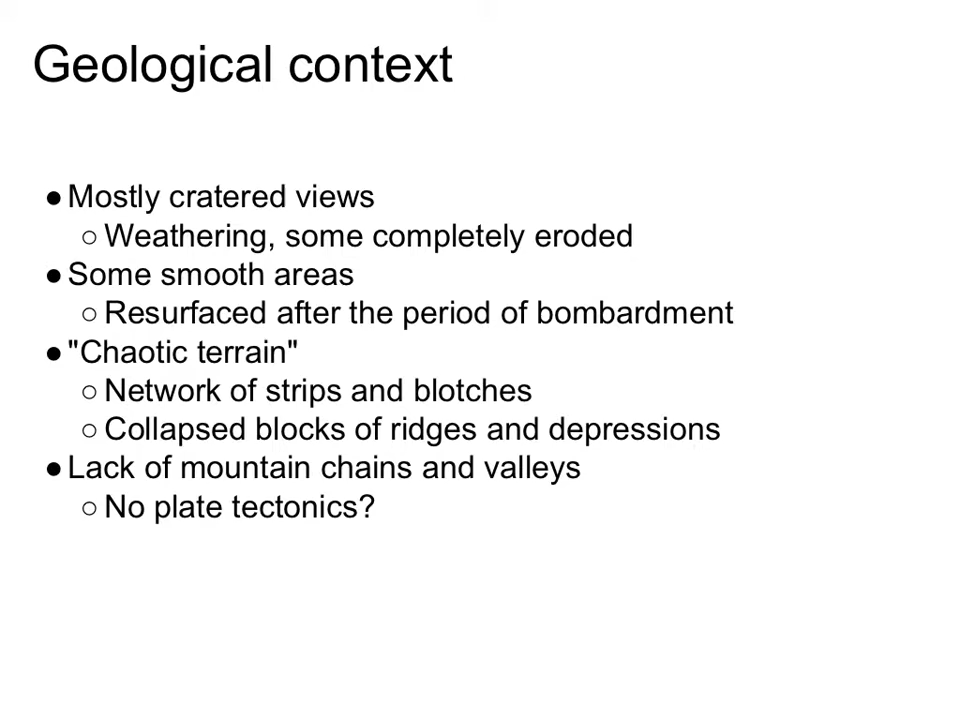 Geological context
●Mostly cratered views
○Weathering, some completely eroded
●Some smooth areas
○Resurfaced after the period of bombardment
●"Chaotic terrain"
○Network of strips and blotches
○Collapsed blocks of ridges and depressions
●Lack of mountain chains and valleys
○No plate tectonics?